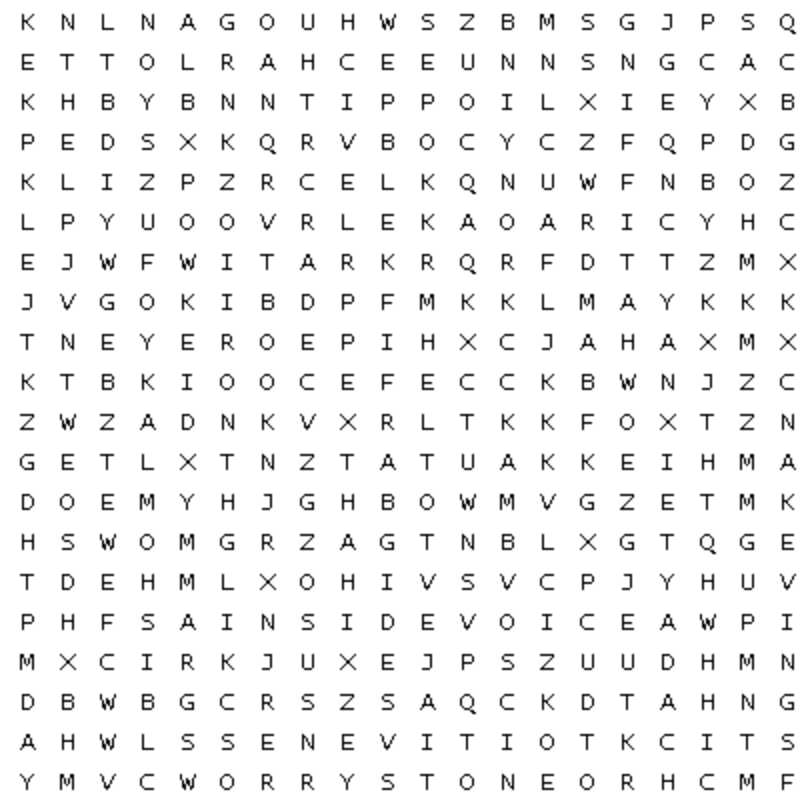 K N L N A G O U H W S Z B M S G J P S Q
E T T O L R A H C E E U N N S N G C A C
K H B Y B N N T I P P O I L X I E Y X B
P E D S X K Q R V B O C Y C Z F Q P D G
K L I Z P Z R C E L K Q N U W F N B O Z
L P Y U O O V R L E K A O A R I C Y H C
E J W F W I T A R K R Q R F D T T Z M X
J V G O K I B D P F M K K L M A Y K K K
T N E Y E R O E P I H X C J A H A X M X
K T B K I O O C E F E C C K B W N J Z C
Z W Z A D N K V X R L T K K F O X T Z N
G E T L X T N Z T A T U A K K E I H M A
D O E M Y H J G H B O W M V G Z E T M K
H S W O M G R Z A G T N B L X G T Q G E
T D E H M L X O H I V S V C P J Y H U V
P H F S A I N S I D E V O I C E A W P I
M X C I R K J U X E J P S Z U U D H M N
D B W B G C R S Z S A Q C K D T A H N G
A H W L S S E N E V I T I O T K C I T S
Y M V C W O R R Y S T O N E O R H C M F